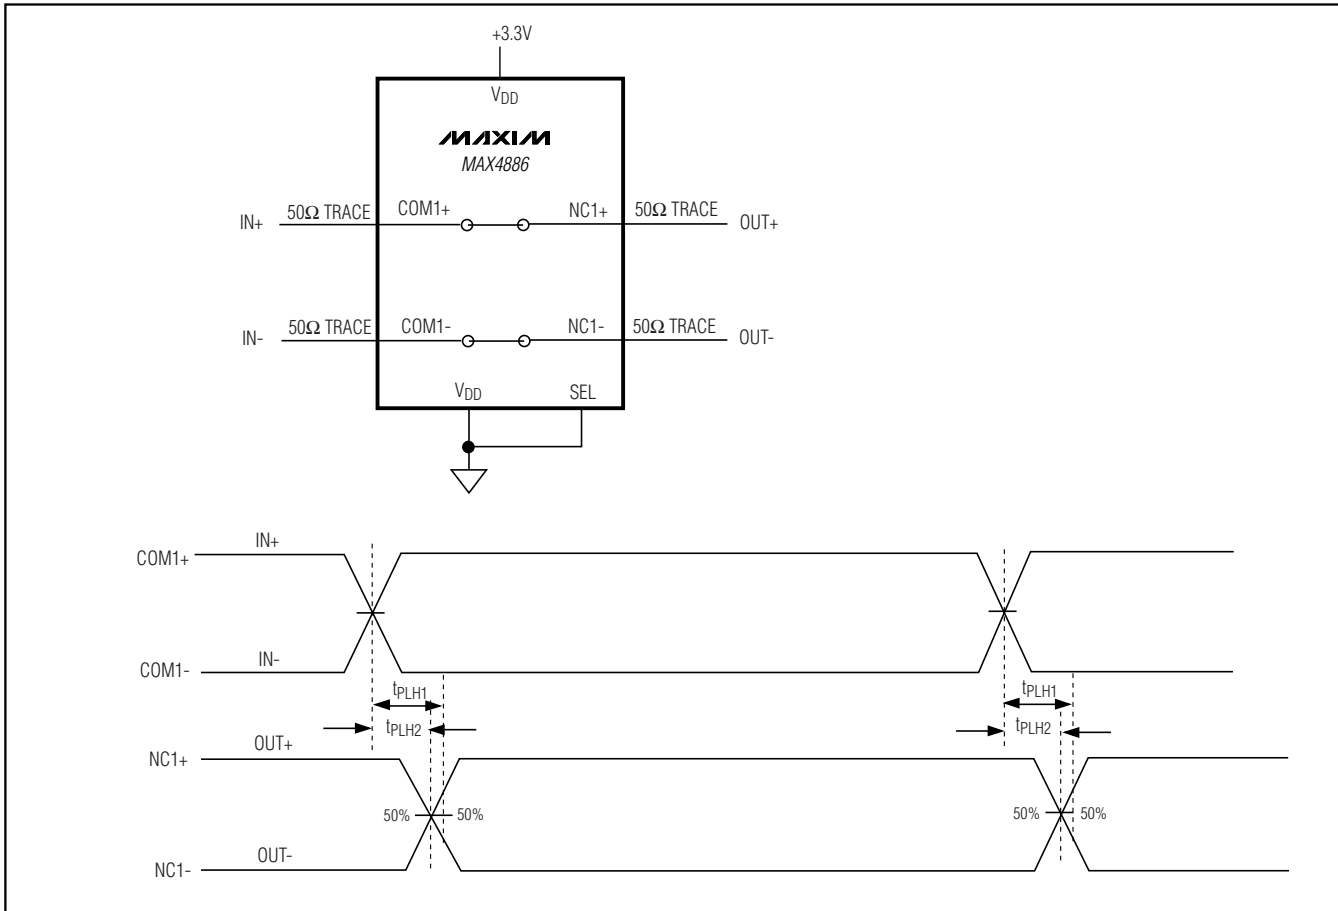 +3.3V
VDD
MAXIM
MAX4886
IN+ 50Ω TRACE COM1+ NC1+ 50Ω TRACE OUT+
IN- 50Ω TRACE COM1- NC1- 50Ω TRACE OUT-
VDD SEL
COM1+ IN+
COM1- IN-
tPLH1 tPLH1
tPLH2 tPLH2
NC1+ OUT+
50% 50% 50% 50%
NC1- OUT-